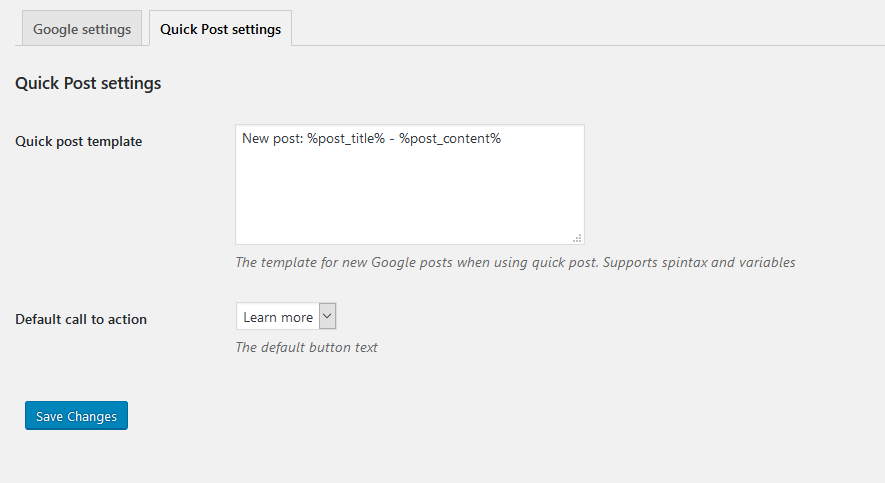 Google settings
Quick Post settings
Quick Post settings
Quick post template
New post: %post_title% - %post_content%
The template for new Google posts when using quick post. Supports spintax and variables
Default call to action
Learn more
The default button text
Save Changes